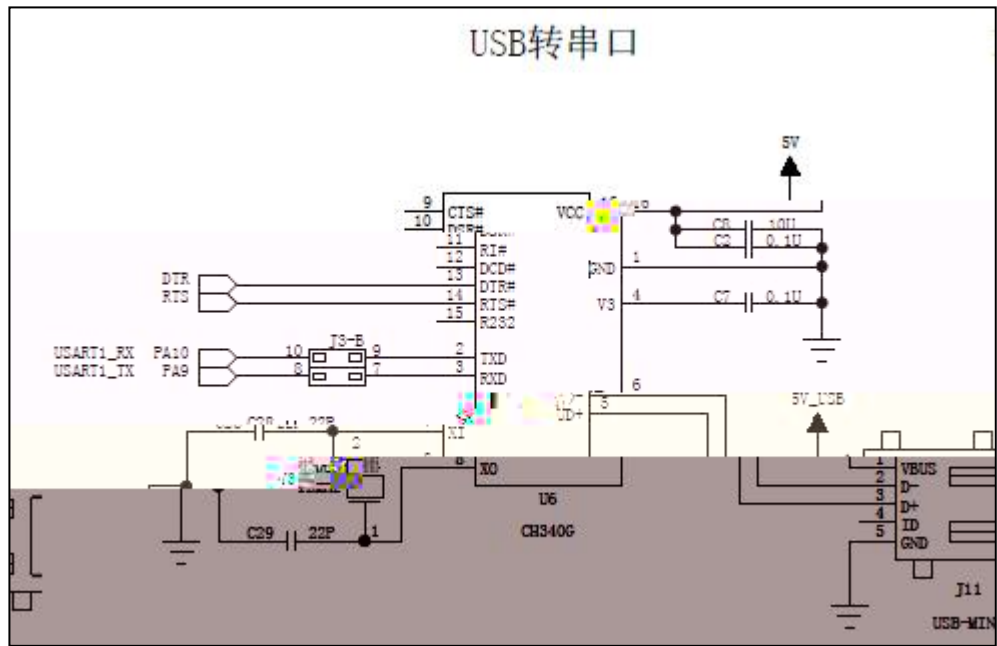 USB转串口
5V
9 CTS# VCC
10
C2 0.1U
11 RI#
12 DCD# GND 1
13 DTR#
DTR
RTS
14 RTS# V3 4 C7 0.1U
15 R232
J3-B
USART1_RX PA10 10 9 2 TXD
USART1_TX PA9 8 7 3 RXD
6
5V_USB
UD+ 5
XI
2
8 XO
1 VBUS
2 D-
3 D+
4 ID
5 GND
U6
C29 22P 1
CH340G
J11
USB-MIN